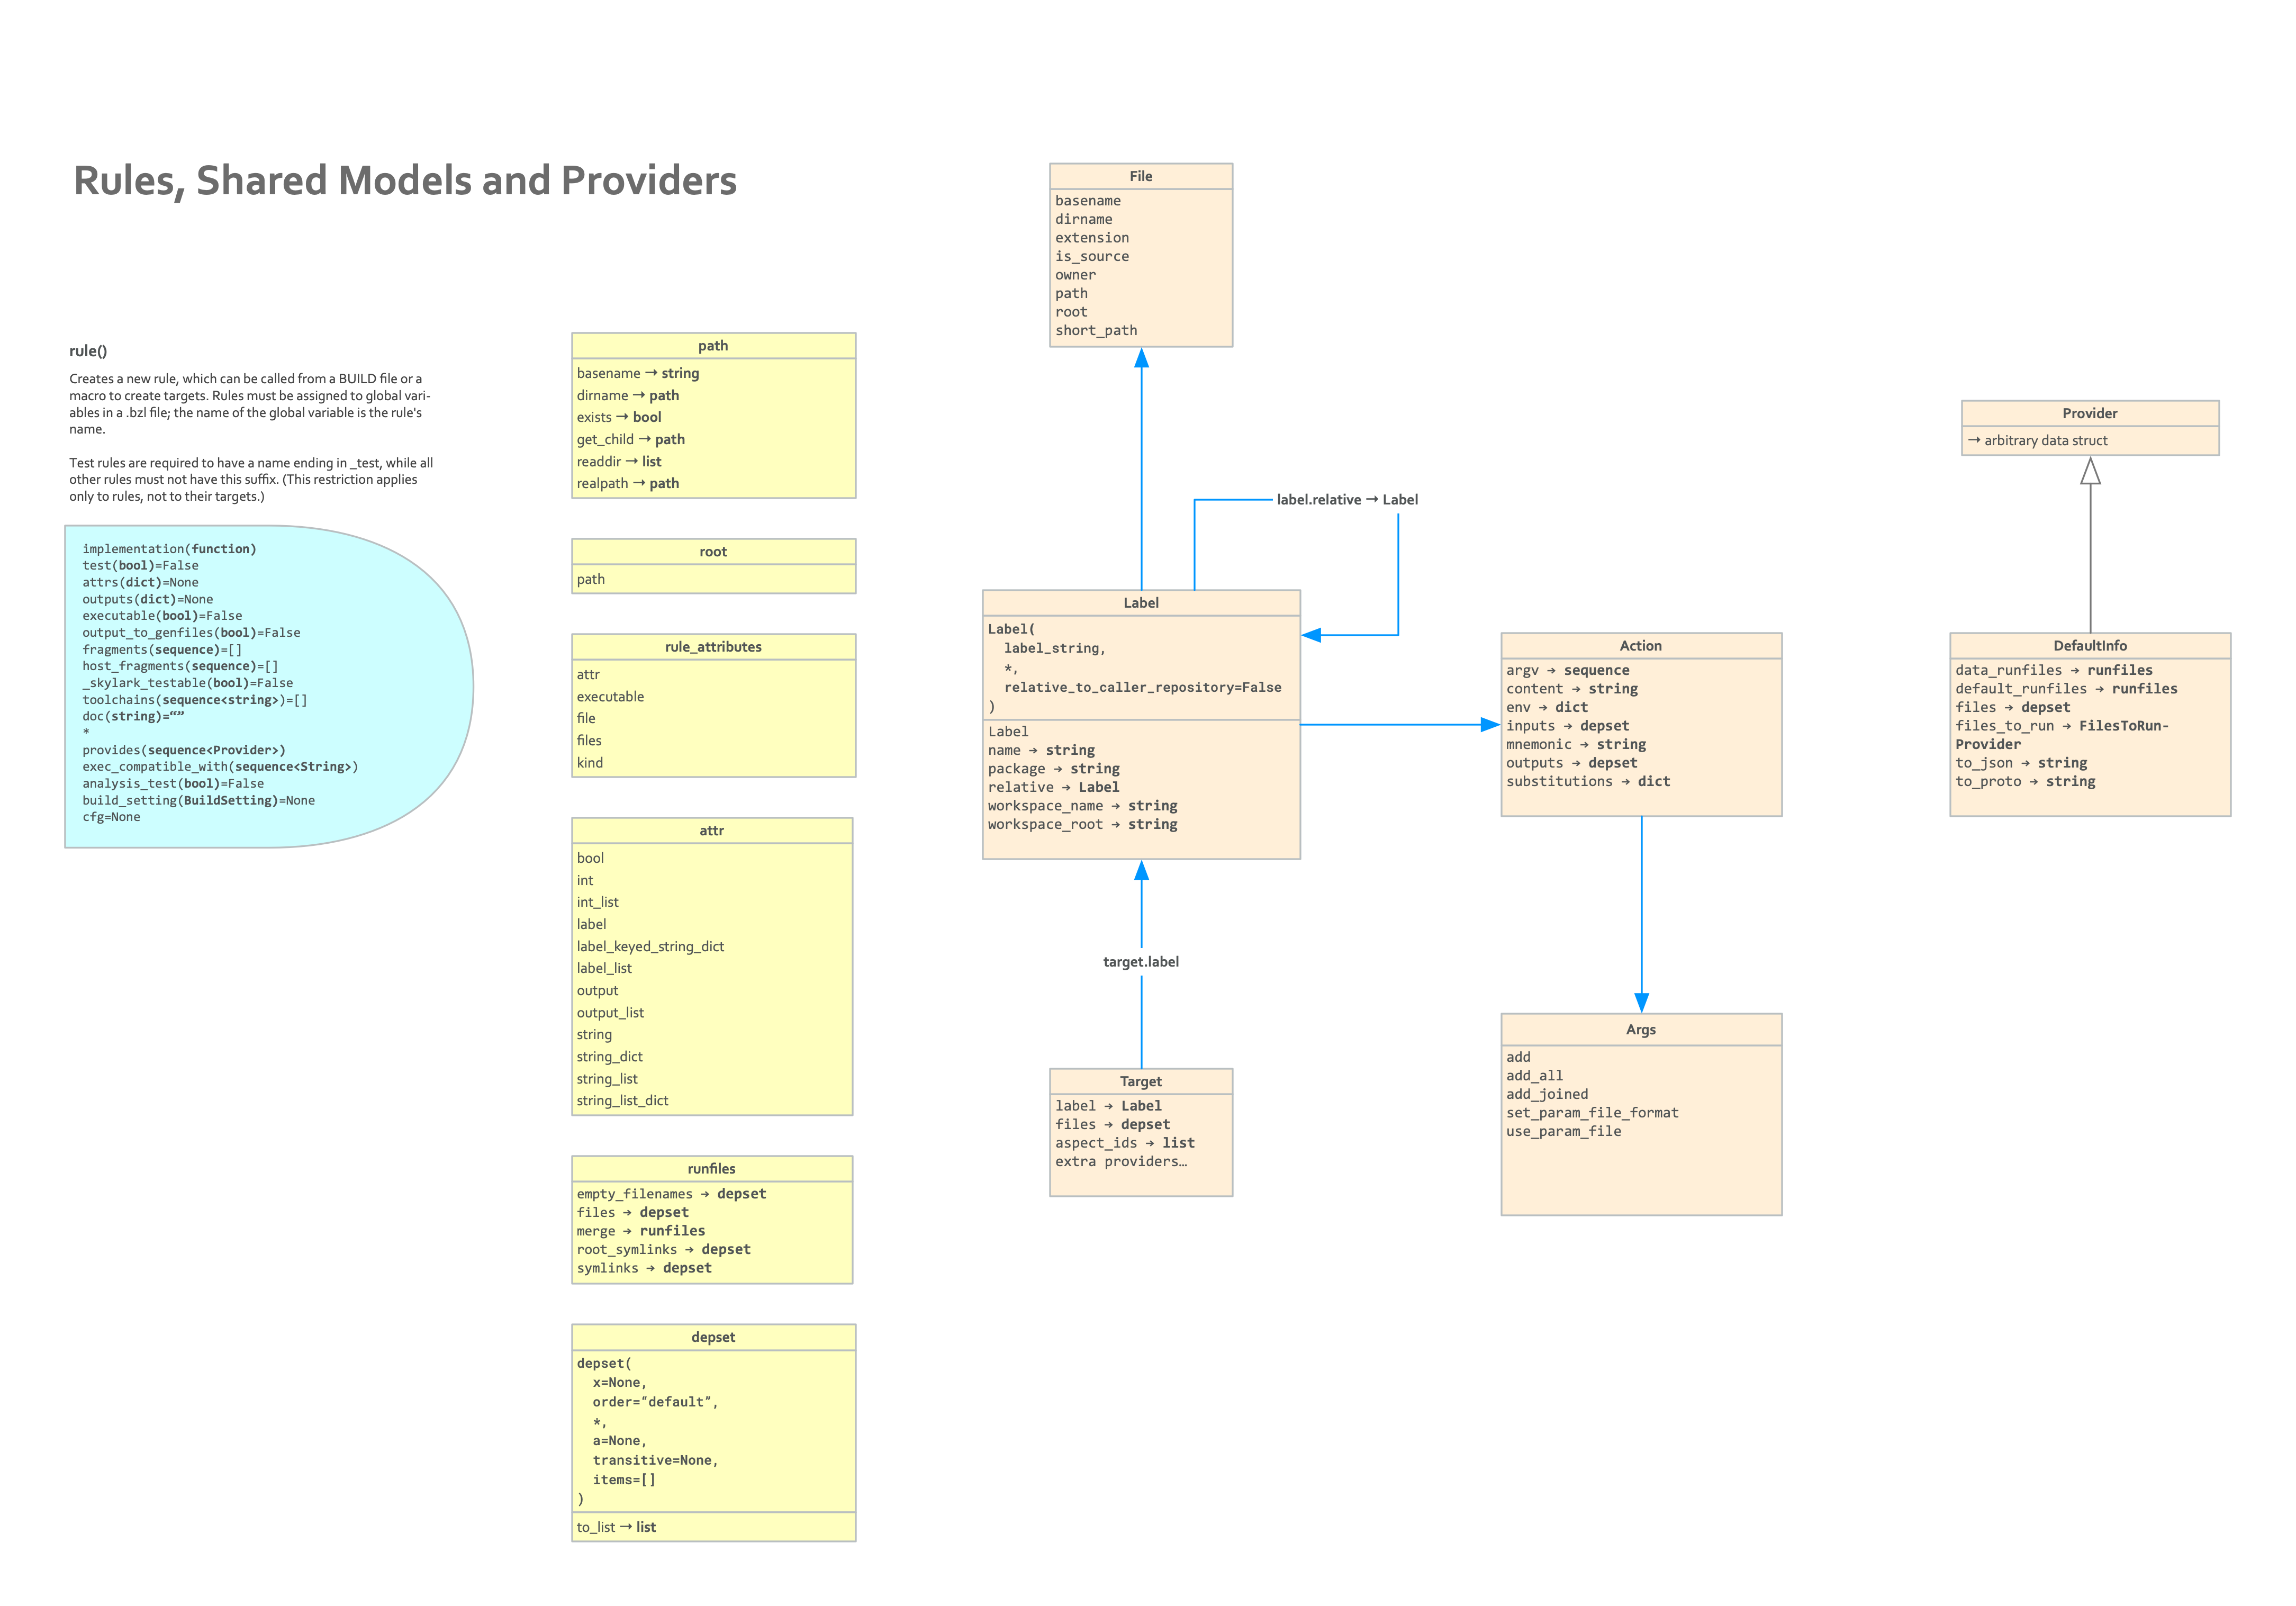 Rules, Shared Models and Providers
rule()
Creates a new rule, which can be called from a BUILD file or a
macro to create targets. Rules must be assigned to global vari-
ables in a .bzl file; the name of the global variable is the rule's
name.
Test rules are required to have a name ending in _test, while all
other rules must not have this suffix. (This restriction applies
only to rules, not to their targets.)
implementation(function)
test(bool)=False
attrs(dict)=None
outputs(dict)=None
executable(bool)=False
output_to_genfiles(bool)=False
fragments(sequence)=[]
host_fragments(sequence)=[]
_skylark_testable(bool)=False
toolchains(sequence<string>)=[]
doc(string)=“”
*
provides(sequence<Provider>)
exec_compatible_with(sequence<String>)
analysis_test(bool)=False
build_setting(BuildSetting)=None
cfg=None
path
basename → string
dirname → path
exists → bool
get_child → path
readdir → list
realpath → path
root
path
rule_attributes
attr
executable
file
files
kind
attr
bool
int
int_list
label
label_keyed_string_dict
label_list
output
output_list
string
string_dict
string_list
string_list_dict
runfiles
empty_filenames → depset
files → depset
merge → runfiles
root_symlinks → depset
symlinks → depset
depset
depset(
x=None,
order="default",
*,
a=None,
transitive=None,
items=[]
)
to_list → list
File
basename
dirname
extension
is_source
owner
path
root
short_path
label.relative → Label
Label
Label(
label_string,
*,
relative_to_caller_repository=False
)
Label
name → string
package → string
relative → Label
workspace_name → string
workspace_root → string
target.label
Target
label → Label
files → depset
aspect_ids → list
extra providers…
Action
argv → sequence
content → string
env → dict
inputs → depset
mnemonic → string
outputs → depset
substitutions → dict
Args
add
add_all
add_joined
set_param_file_format
use_param_file
Provider
→ arbitrary data struct
DefaultInfo
data_runfiles → runfiles
default_runfiles → runfiles
files → depset
files_to_run → FilesToRun-
Provider
to_json → string
to_proto → string